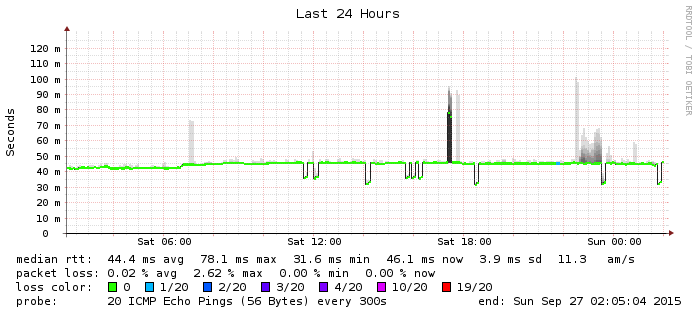 Last 24 Hours
RRDTOOL / TOBI OETIKER
Seconds
120 m
110 m
100 m
90 m
80 m
70 m
60 m
50 m
40 m
30 m
20 m
10 m
0
Sat 06:00 Sat 12:00 Sat 18:00 Sun 00:00
median rtt: 44.4 ms avg 78.1 ms max 31.6 ms min 46.1 ms now 3.9 ms sd 11.3 am/s
packet loss: 0.02 % avg 2.62 % max 0.00 % min 0.00 % now
loss color: 0 1/20 2/20 3/20 4/20 10/20 19/20
probe: 20 ICMP Echo Pings (56 Bytes) every 300s end: Sun Sep 27 02:05:04 2015